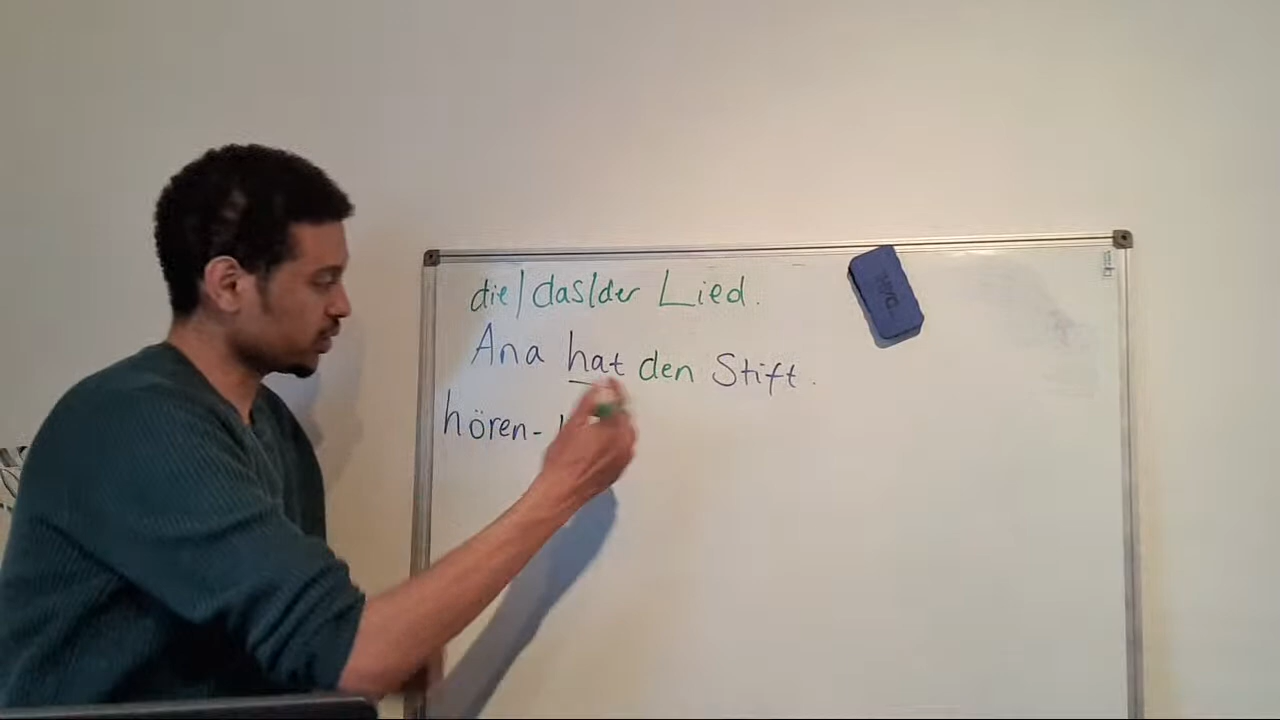 die/das/der Lied.
Ana hat den Stift.
hören-